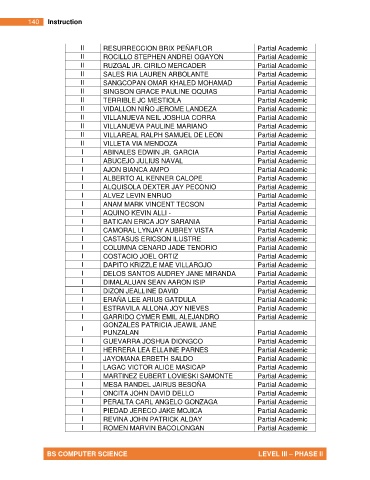 140 Instruction
II RESURRECCION BRIX PEÑAFLOR Partial Academic
II ROCILLO STEPHEN ANDREI OGAYON Partial Academic
II RUZGAL JR. CIRILO MERCADER Partial Academic
II SALES RIA LAUREN ARBOLANTE Partial Academic
II SANGCOPAN OMAR KHALED MOHAMAD Partial Academic
II SINGSON GRACE PAULINE OQUIAS Partial Academic
II TERRIBLE JC MESTIOLA Partial Academic
II VIDALLON NIÑO JEROME LANDEZA Partial Academic
II VILLANUEVA NEIL JOSHUA CORRA Partial Academic
II VILLANUEVA PAULINE MARIANO Partial Academic
II VILLAREAL RALPH SAMUEL DE LEON Partial Academic
II VILLETA VIA MENDOZA Partial Academic
I ABINALES EDWIN JR. GARCIA Partial Academic
I ABUCEJO JULIUS NAVAL Partial Academic
I AJON BIANCA AMPO Partial Academic
I ALBERTO AL KENNER CALOPE Partial Academic
I ALQUISOLA DEXTER JAY PECONIO Partial Academic
I ALVEZ LEVIN ENRIJO Partial Academic
I ANAM MARK VINCENT TECSON Partial Academic
I AQUINO KEVIN ALLI - Partial Academic
I BATICAN ERICA JOY SARANIA Partial Academic
I CAMORAL LYNJAY AUBREY VISTA Partial Academic
I CASTASUS ERICSON ILUSTRE Partial Academic
I COLUMNA CENARD JADE TENORIO Partial Academic
I COSTACIO JOEL ORTIZ Partial Academic
I DAPITO KRIZZLE MAE VILLAROJO Partial Academic
I DELOS SANTOS AUDREY JANE MIRANDA Partial Academic
I DIMALALUAN SEAN AARON ISIP Partial Academic
I DIZON JEALLINE DAVID Partial Academic
I ERAÑA LEE ARIUS GATDULA Partial Academic
I ESTRAVILA ALLONA JOY NIEVES Partial Academic
I GARRIDO CYMER EMIL ALEJANDRO Partial Academic
I GONZALES PATRICIA JEAWIL JANE
PUNZALAN Partial Academic
I GUEVARRA JOSHUA DIONGCO Partial Academic
I HERRERA LEA ELLAINE PARNES Partial Academic
I JAYOMANA ERBETH SALDO Partial Academic
I LAGAC VICTOR ALICE MASICAP Partial Academic
I MARTINEZ EUBERT LOVIESKI SAMONTE Partial Academic
I MESA RANDEL JAIRUS BESOÑA Partial Academic
I ONCITA JOHN DAVID DELLO Partial Academic
I PERALTA CARL ANGELO GONZAGA Partial Academic
I PIEDAD JERECO JAKE MOJICA Partial Academic
I REVINA JOHN PATRICK ALDAY Partial Academic
I ROMEN MARVIN BACOLONGAN Partial Academic
BS COMPUTER SCIENCE LEVEL III – PHASE II